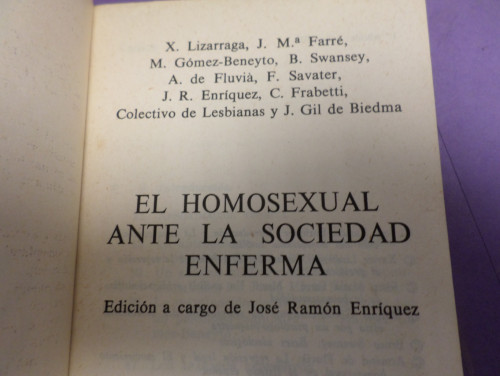 X. Lizarraga, J. M.ª Farré,
M. Gómez-Beneyto, B. Swansey,
A. de Fluvià, F. Savater,
J. R. Enríquez, C. Frabetti,
Colectivo de Lesbianas y J. Gil de Biedma
EL HOMOSEXUAL
ANTE LA SOCIEDAD
ENFERMA
Edición a cargo de José Ramón Enríquez